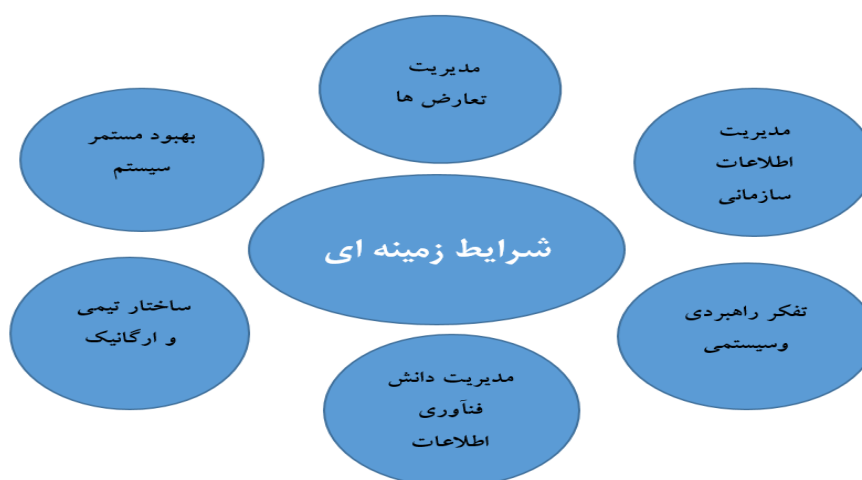 مدیریت
تعارض ها
مدیریت
اطلاعات
سازمانی
بهبود مستمر
سیستم
شرایط زمینه ای
تفکر راهبردی
وسیستمی
ساختار تیمی
و ارگانیک
مدیریت دانش
فنآوری
اطلاعات